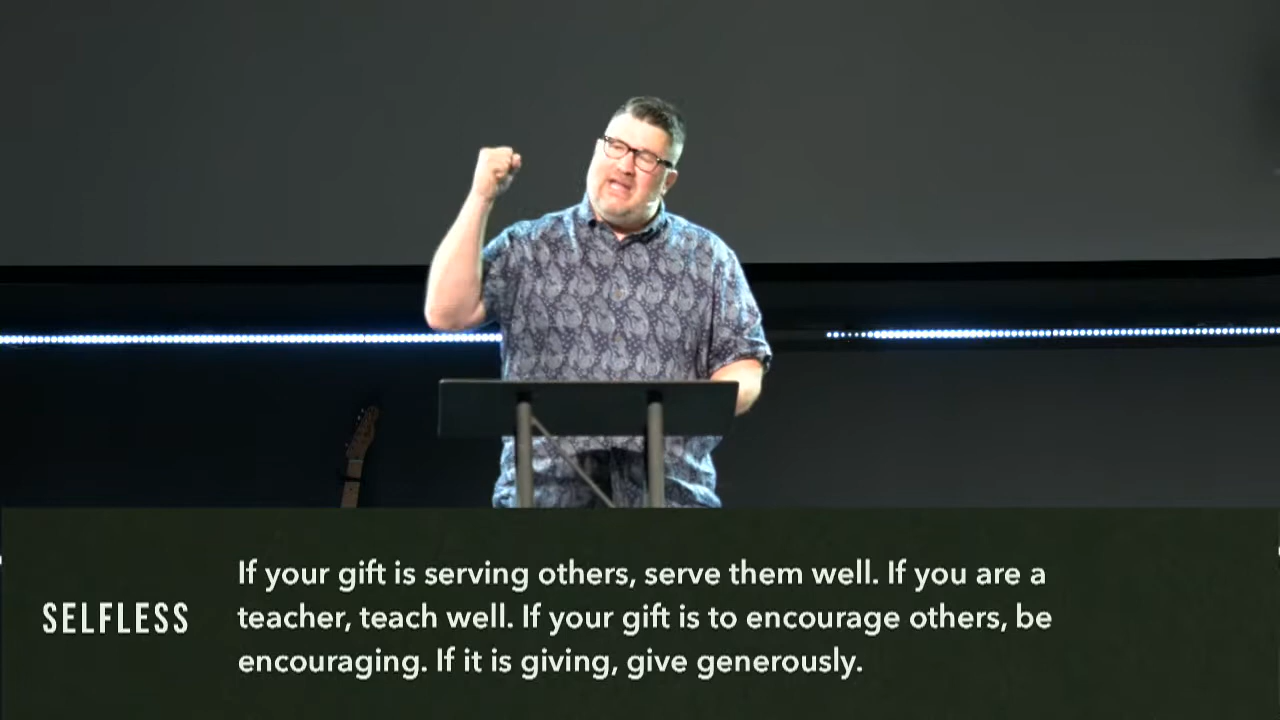 SELFLESS
If your gift is serving others, serve them well. If you are a
teacher, teach well. If your gift is to encourage others, be
encouraging. If it is giving, give generously.